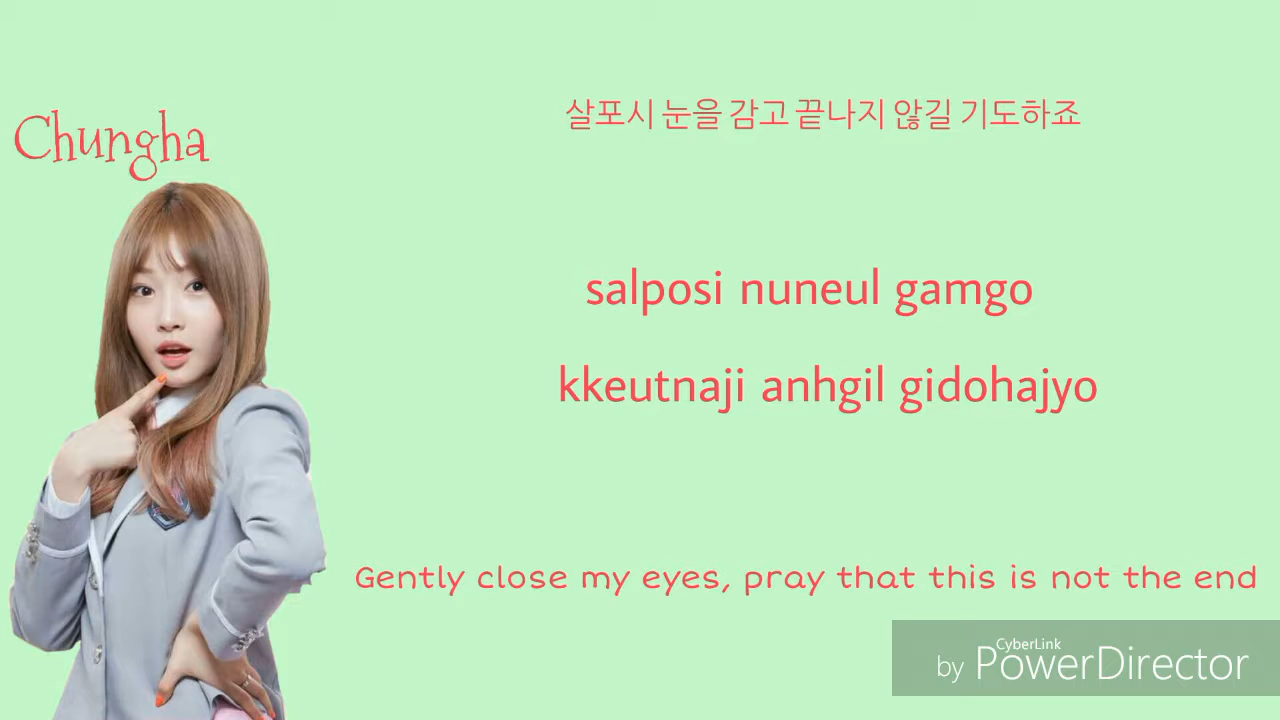 Chungha
살포시 눈을 감고 끝나지 않길 기도하죠
salposi nuneul gamgo
kkeutnaji anhgil gidohajyo
Gently close my eyes, pray that this is not the end
CyberLink
by PowerDirector